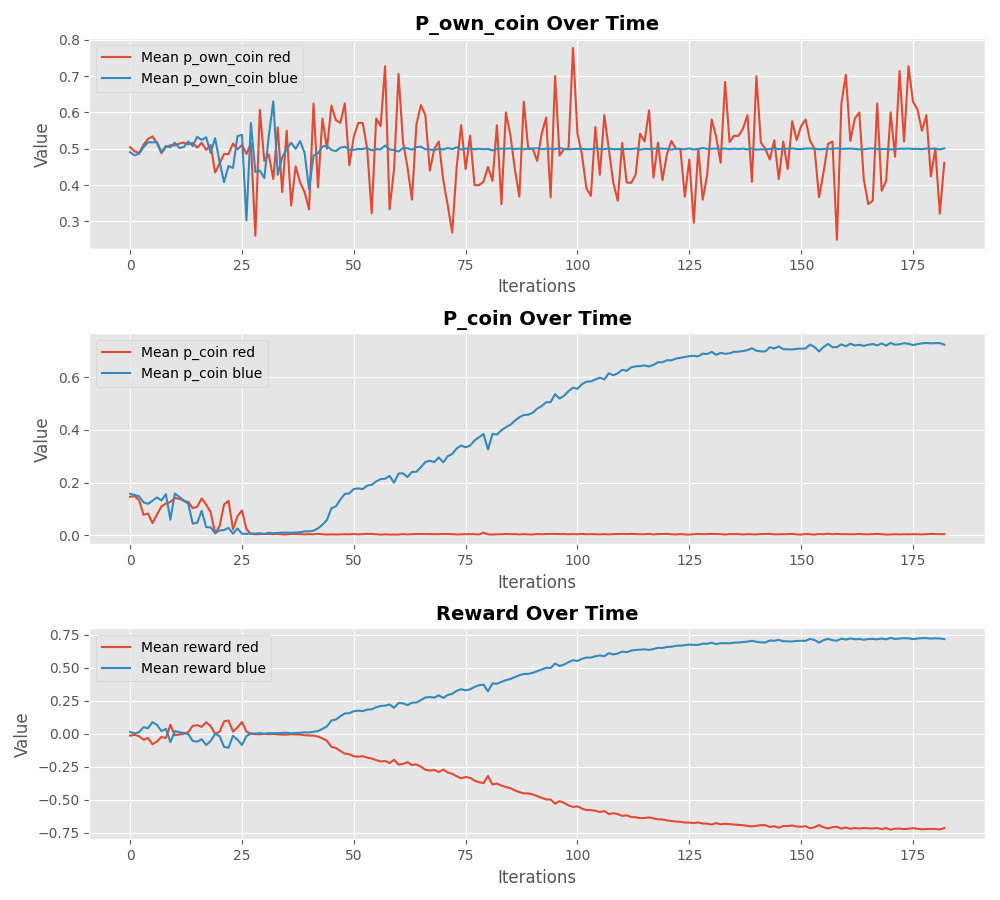 P_own_coin Over Time
Mean p_own_coin red
Mean p_own_coin blue
Value
0.8
0.7
0.6
0.5
0.4
0.3
0 25 50 75 100 125 150 175
Iterations
P_coin Over Time
Mean p_coin red
Mean p_coin blue
Value
0.6
0.4
0.2
0.0
0 25 50 75 100 125 150 175
Iterations
Reward Over Time
Mean reward red
Mean reward blue
Value
0.75
0.50
0.25
0.00
−0.25
−0.50
−0.75
0 25 50 75 100 125 150 175
Iterations